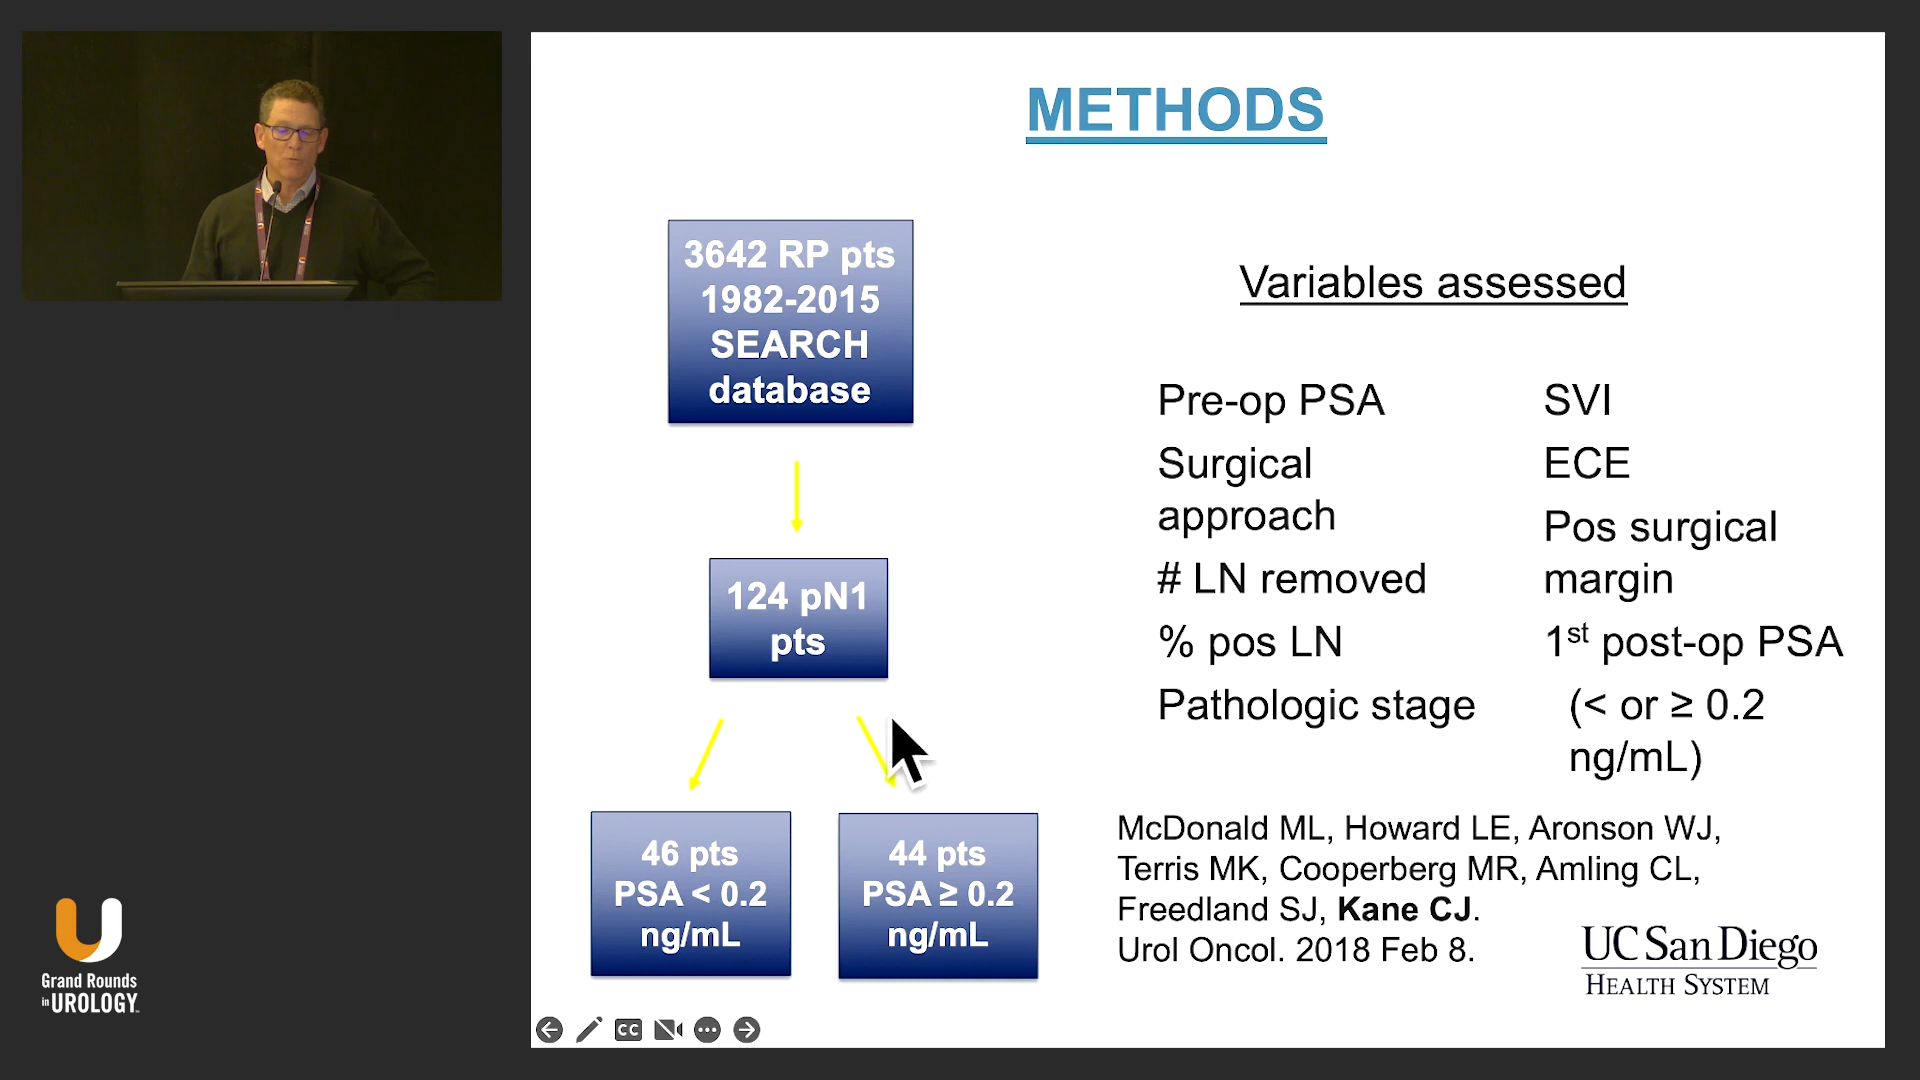 METHODS
3642 RP pts
1982-2015
SEARCH
database
124 pN1
pts
46 pts
PSA < 0.2
ng/mL
44 pts
PSA ≥ 0.2
ng/mL
Variables assessed
Pre-op PSA
Surgical
approach
# LN removed
% pos LN
Pathologic stage
SVI
ECE
Pos surgical
margin
1st post-op PSA
(< or ≥ 0.2
ng/mL)
McDonald ML, Howard LE, Aronson WJ,
Terris MK, Cooperberg MR, Amling CL,
Freedland SJ, Kane CJ.
Urol Oncol. 2018 Feb 8.
UC San Diego
HEALTH SYSTEM
Grand Rounds
in UROLOGY
CC